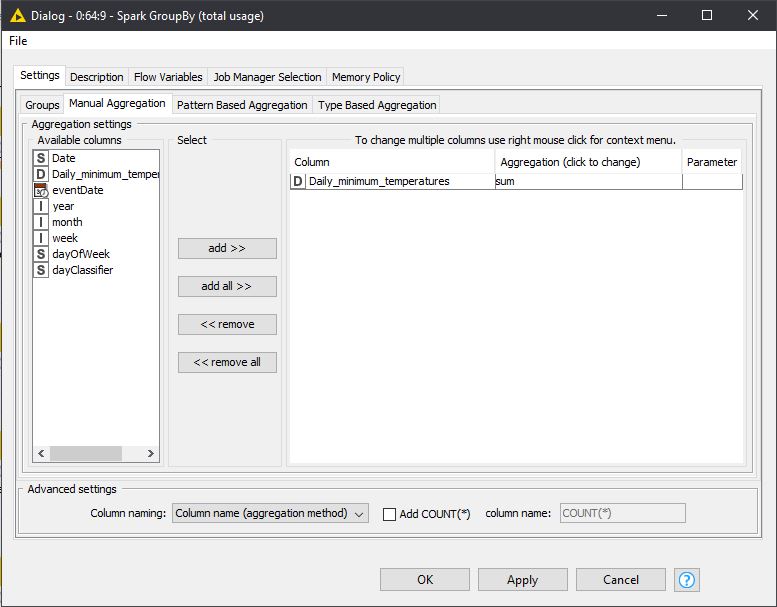 Dialog - 0:64:9 - Spark GroupBy (total usage)
File
Settings Description Flow Variables Job Manager Selection Memory Policy
Groups Manual Aggregation Pattern Based Aggregation Type Based Aggregation
Aggregation settings
Available columns
S Date
D Daily_minimum_temper
eventDate
I year
I month
I week
S dayOfWeek
S dayClassifier
Select
add >>
add all >>
<< remove
<< remove all
To change multiple columns use right mouse click for context menu.
Column Aggregation (click to change) Parameter
D Daily_minimum_temperatures sum
Advanced settings
Column naming: Column name (aggregation method) Add COUNT(*) column name: COUNT(*)
OK Apply Cancel ?